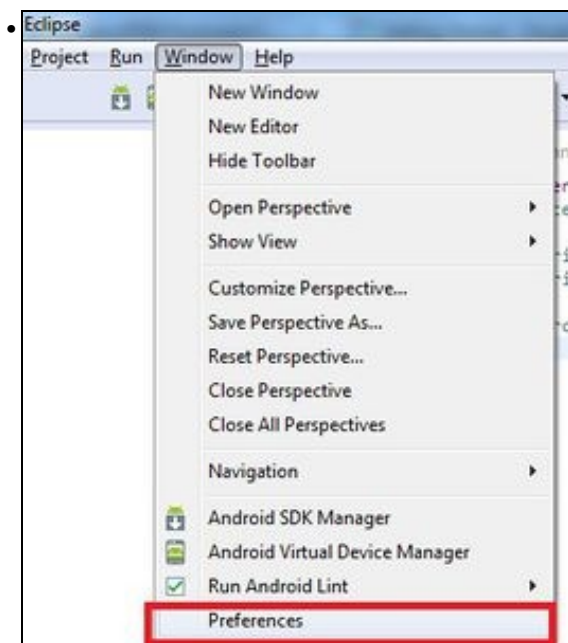 Eclipse
Project Run Window Help
New Window
New Editor
Hide Toolbar
Open Perspective
Show View
Customize Perspective...
Save Perspective As...
Reset Perspective...
Close Perspective
Close All Perspectives
Navigation
Android SDK Manager
Android Virtual Device Manager
Run Android Lint
Preferences